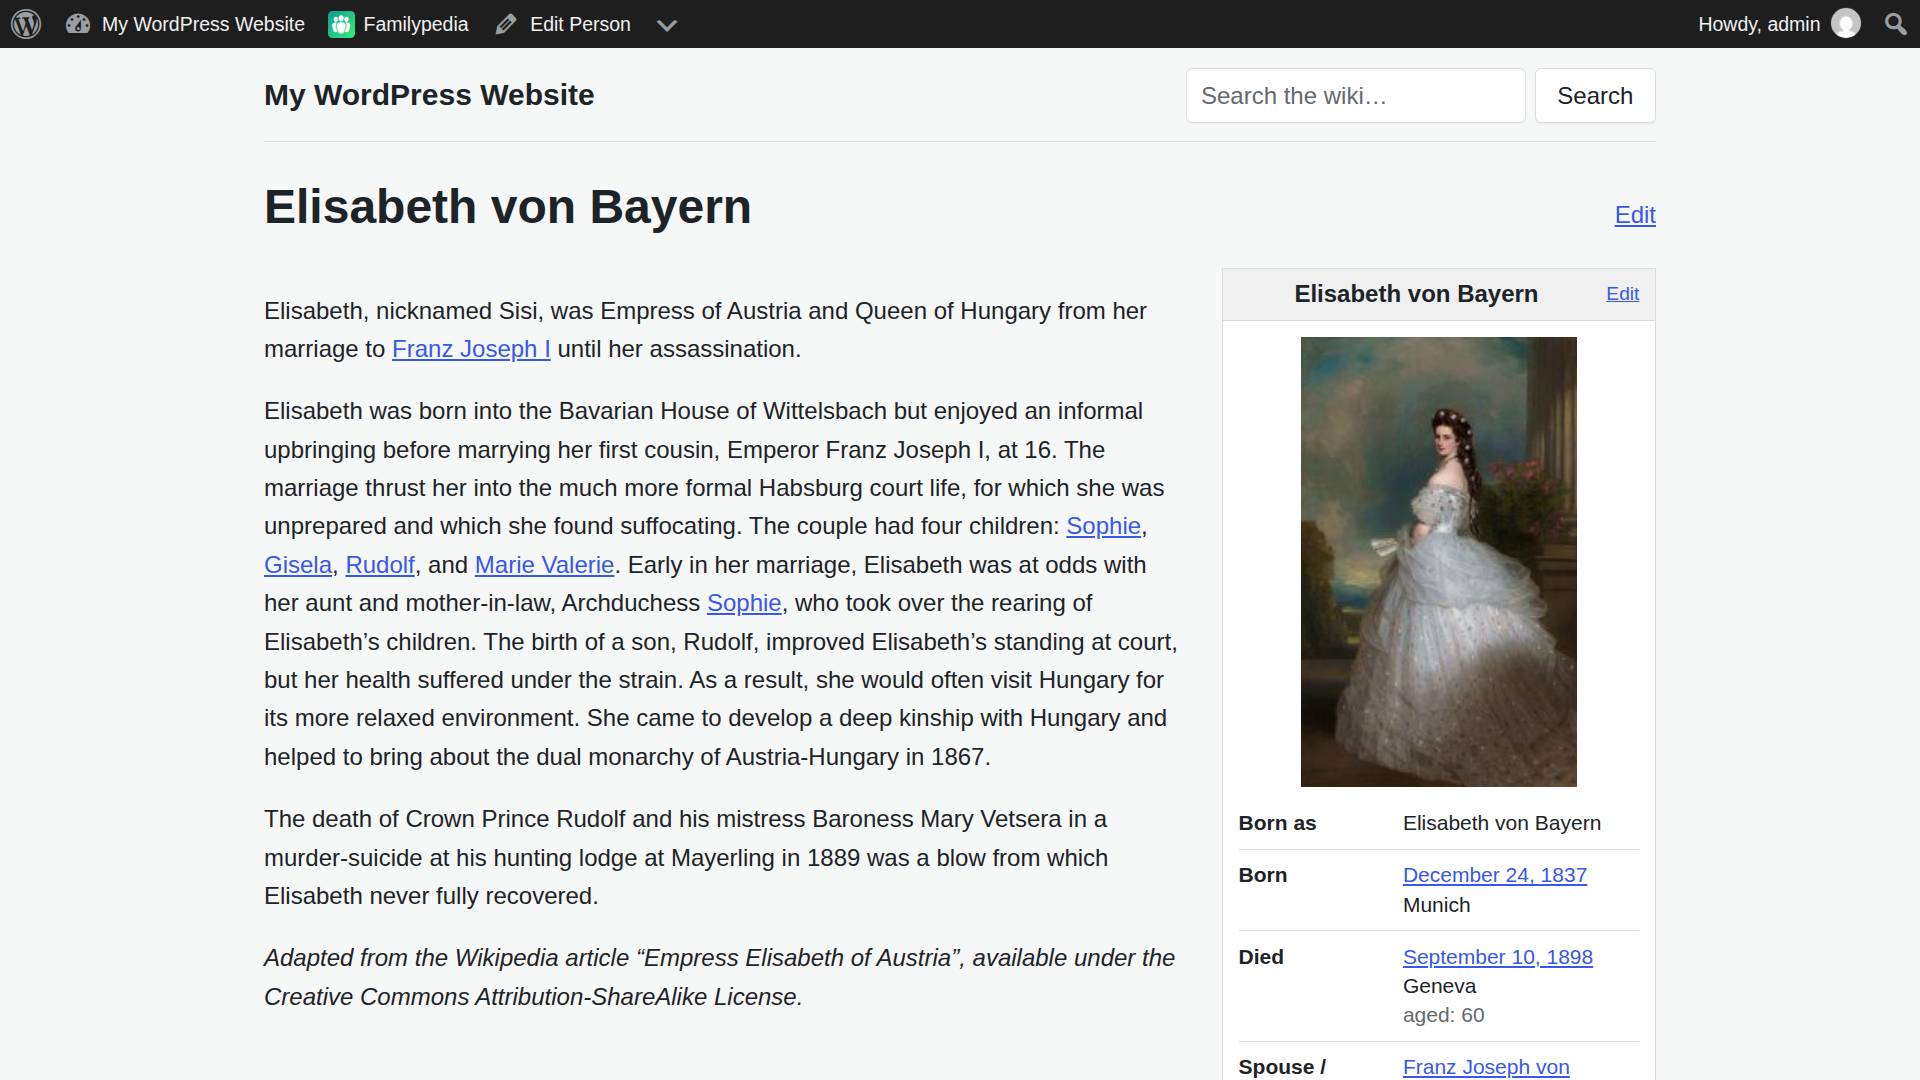 My WordPress Website
Familypedia
Edit Person
Howdy, admin
My WordPress Website
Search the wiki…
Search
Elisabeth von Bayern
Edit
Elisabeth, nicknamed Sisi, was Empress of Austria and Queen of Hungary from her
marriage to Franz Joseph I until her assassination.
Elisabeth was born into the Bavarian House of Wittelsbach but enjoyed an informal
upbringing before marrying her first cousin, Emperor Franz Joseph I, at 16. The
marriage thrust her into the much more formal Habsburg court life, for which she was
unprepared and which she found suffocating. The couple had four children: Sophie,
Gisela, Rudolf, and Marie Valerie. Early in her marriage, Elisabeth was at odds with
her aunt and mother-in-law, Archduchess Sophie, who took over the rearing of
Elisabeth’s children. The birth of a son, Rudolf, improved Elisabeth’s standing at court,
but her health suffered under the strain. As a result, she would often visit Hungary for
its more relaxed environment. She came to develop a deep kinship with Hungary and
helped to bring about the dual monarchy of Austria-Hungary in 1867.
The death of Crown Prince Rudolf and his mistress Baroness Mary Vetsera in a
murder-suicide at his hunting lodge at Mayerling in 1889 was a blow from which
Elisabeth never fully recovered.
Adapted from the Wikipedia article “Empress Elisabeth of Austria”, available under the
Creative Commons Attribution-ShareAlike License.
Elisabeth von Bayern
Edit
Born as Elisabeth von Bayern
Born December 24, 1837
Munich
Died September 10, 1898
Geneva
aged: 60
Spouse / Franz Joseph von